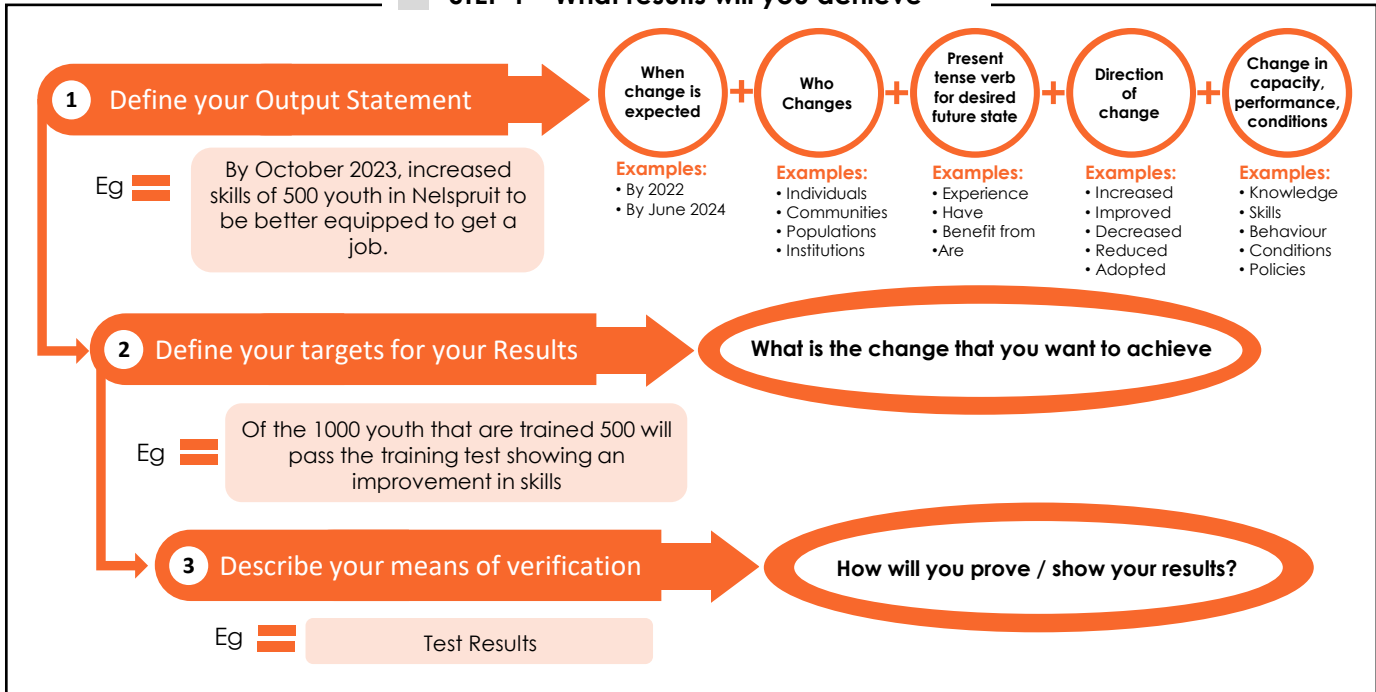 What results will you achieve
1 Define your Output Statement
When
change is
expected
+
Who
Changes
+
Present
tense verb
for desired
future state
+
Direction
of
change
+
Change in
capacity,
performance,
conditions
Examples:
• By 2022
• By June 2024
Examples:
• Individuals
• Communities
• Populations
• Institutions
Examples:
• Experience
• Have
• Benefit from
•Are
Examples:
• Increased
• Improved
• Decreased
• Reduced
• Adopted
Examples:
• Knowledge
• Skills
• Behaviour
• Conditions
• Policies
Eg =
By October 2023, increased
skills of 500 youth in Nelspruit to
be better equipped to get a
job.
2 Define your targets for your Results
What is the change that you want to achieve
Eg =
Of the 1000 youth that are trained 500 will
pass the training test showing an
improvement in skills
3 Describe your means of verification
How will you prove / show your results?
Eg =
Test Results